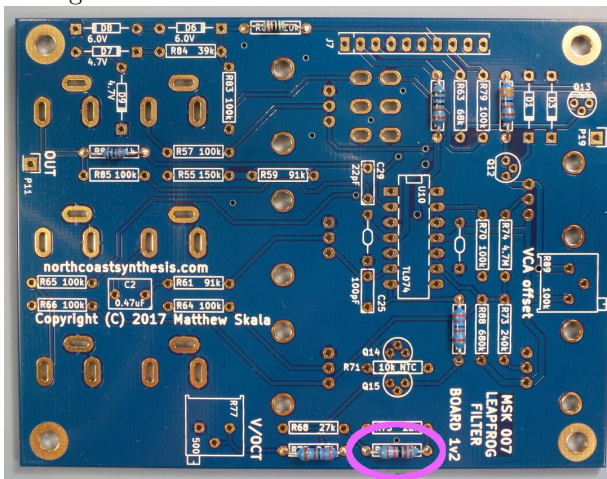 D8
6.0V
D7
4.7V
D6
6.0V
R84 39k
4.7V
D9
R83 100k
J7
R63 68k
R79 100k
Q13
P19
OUT
P11
R57 100k
R85 100k
R55 150k
R59 91k
C29
22pF
U10
TL074
Q12
R70 100k
R74 4.7M
VCA offset
R89
100k
northcoastsynthesis.com
R65 100k
C2
0.47uF
R61 91k
R66 100k
R64 100k
100pF
C25
Copyright (C) 2017 Matthew Skala
R88 680k
R73 240k
Q14
R71
10k NTC
Q15
R77
500
V/OCT
R68 27k
MSK 007
LEAPFROG
FILTER
BOARD 1v2